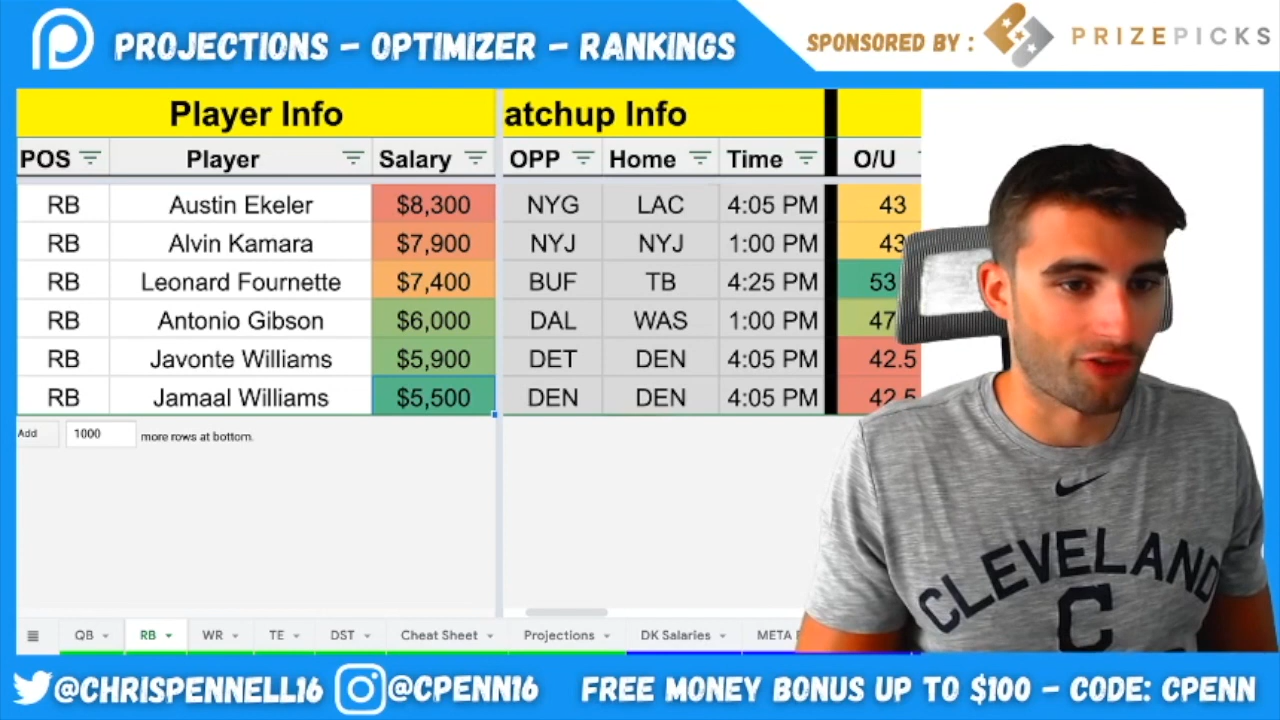 PROJECTIONS - OPTIMIZER - RANKINGS
SPONSORED BY : PRIZEPICKS
Player Info atchup Info
POS Player Salary OPP Home Time O/U
RB Austin Ekeler $8,300 NYG LAC 4:05 PM 43
RB Alvin Kamara $7,900 NYJ NYJ 1:00 PM 43
RB Leonard Fournette $7,400 BUF TB 4:25 PM 53
RB Antonio Gibson $6,000 DAL WAS 1:00 PM 47
RB Javonte Williams $5,900 DET DEN 4:05 PM 42.5
RB Jamaal Williams $5,500 DEN DEN 4:05 PM 42.5
Add 1000 more rows at bottom.
QB RB WR TE DST Cheat Sheet Projections DK Salaries META
CLEVELAND
C
@CHRISPENNELL16 @CPENN16 FREE MONEY BONUS UP TO $100 - CODE: CPENN